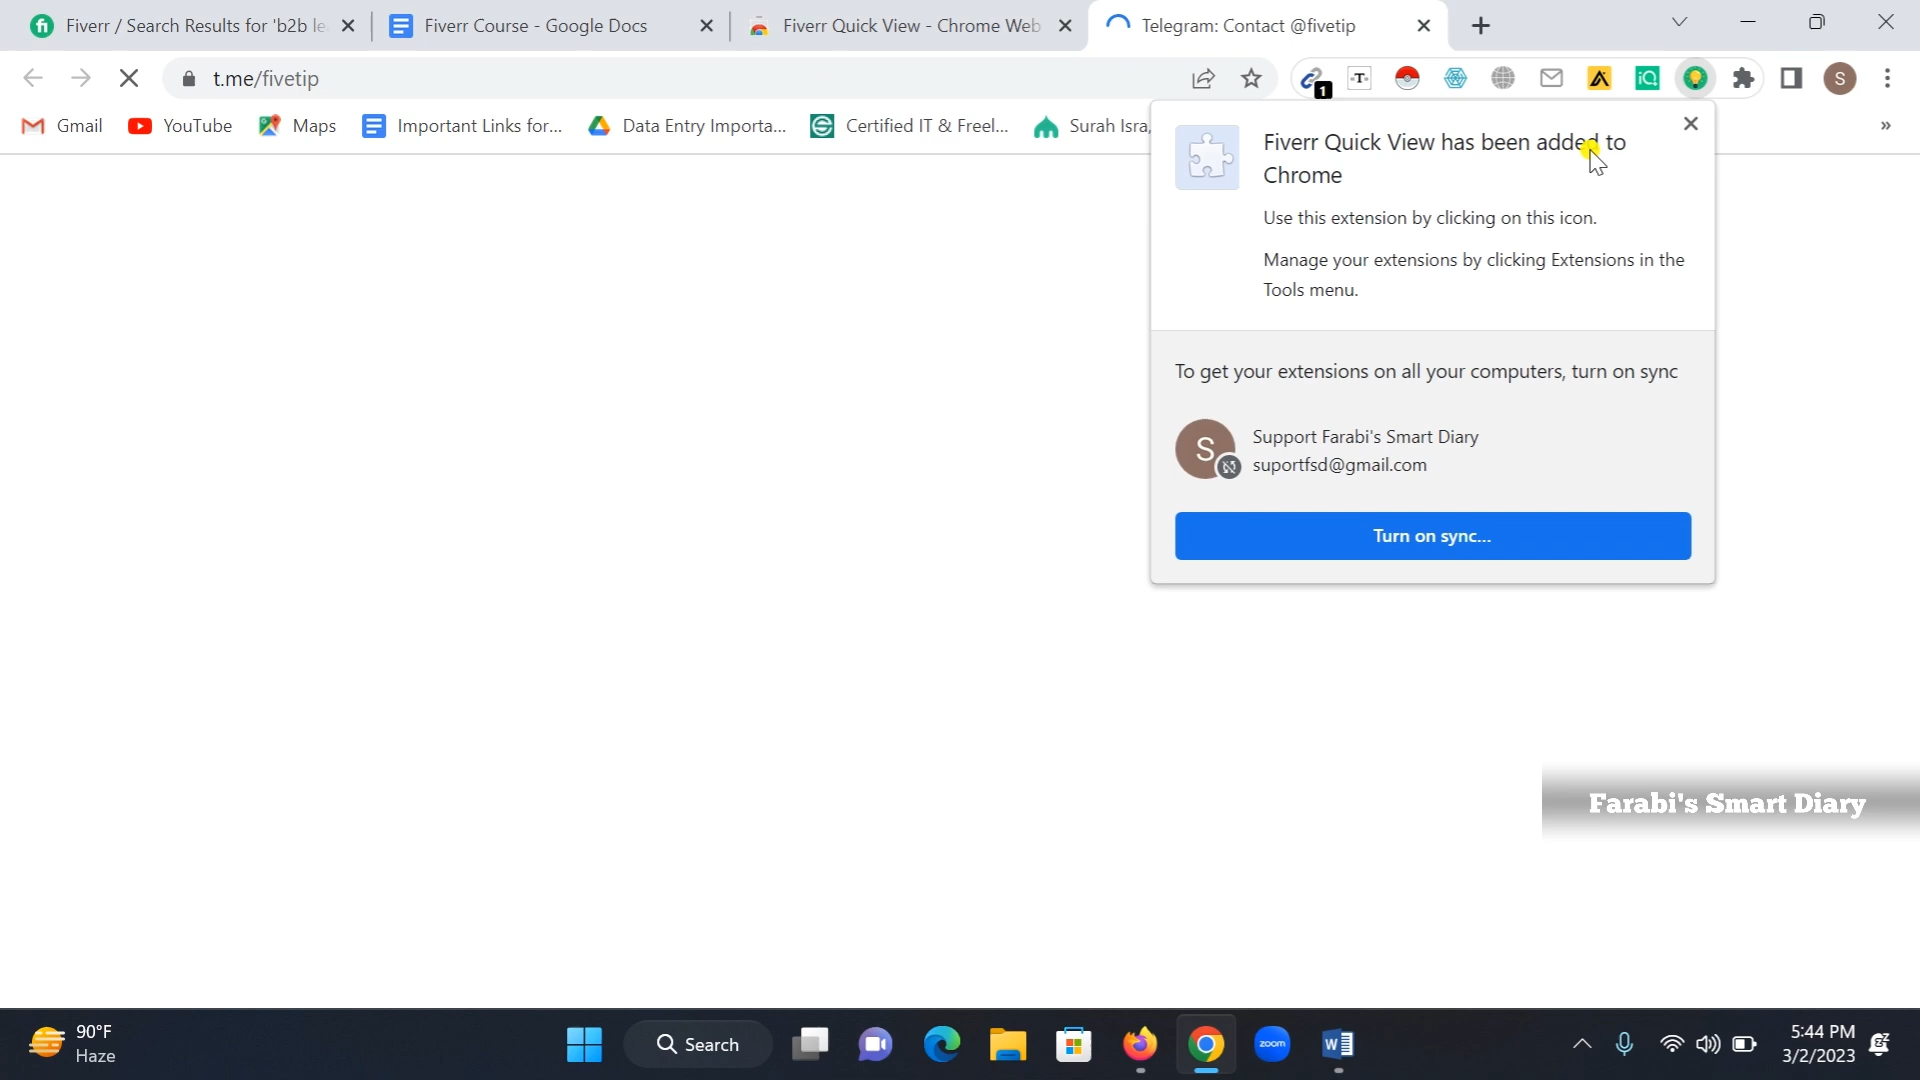 Fiverr / Search Results for 'b2b le
Fiverr Course - Google Docs
Fiverr Quick View - Chrome Web
Telegram: Contact @fivetip
t.me/fivetip
1
T
iQ
S
Gmail
YouTube
Maps
Important Links for...
Data Entry Importa...
Certified IT & Freel...
Surah Isra,
»
Fiverr Quick View has been added to
Chrome
Use this extension by clicking on this icon.
Manage your extensions by clicking Extensions in the
Tools menu.
To get your extensions on all your computers, turn on sync
S
Support Farabi's Smart Diary
suportfsd@gmail.com
Turn on sync...
Farabi's Smart Diary
90°F
Haze
Search
zoom
W
5:44 PM
3/2/2023